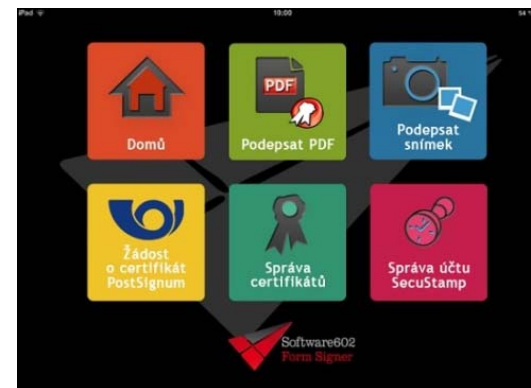 iPad
10:00
54 %
PDF
Domů
Podepsat PDF
Podepsat
snímek
Žádost
o certifikát
PostSignum
Správa
certifikátů
Správa účtu
SecuStamp
Software602
Form Signer